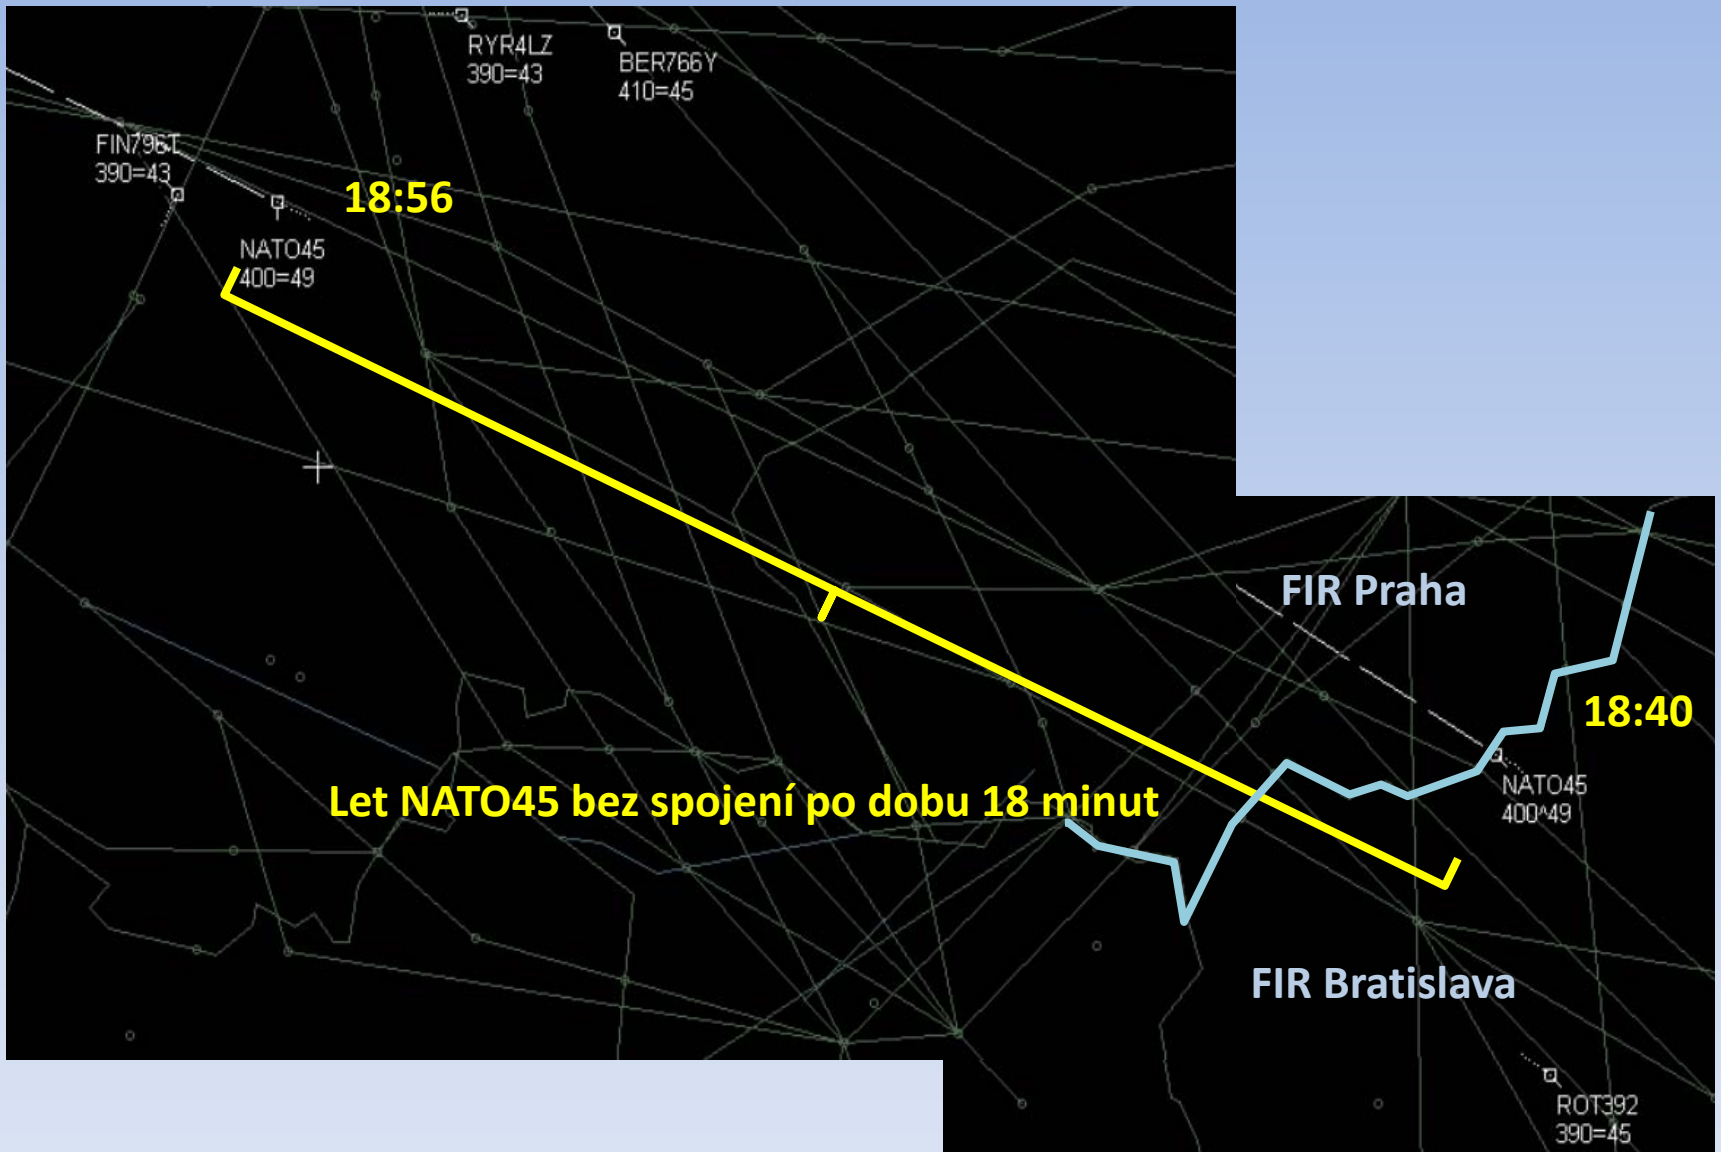 RYR4LZ
390=43
BER766Y
410=45
FIN796T
390=43
18:56
NATO45
400=49
FIR Praha
18:40
NATO45
400^49
Let NATO45 bez spojení po dobu 18 minut
FIR Bratislava
ROT392
390=45